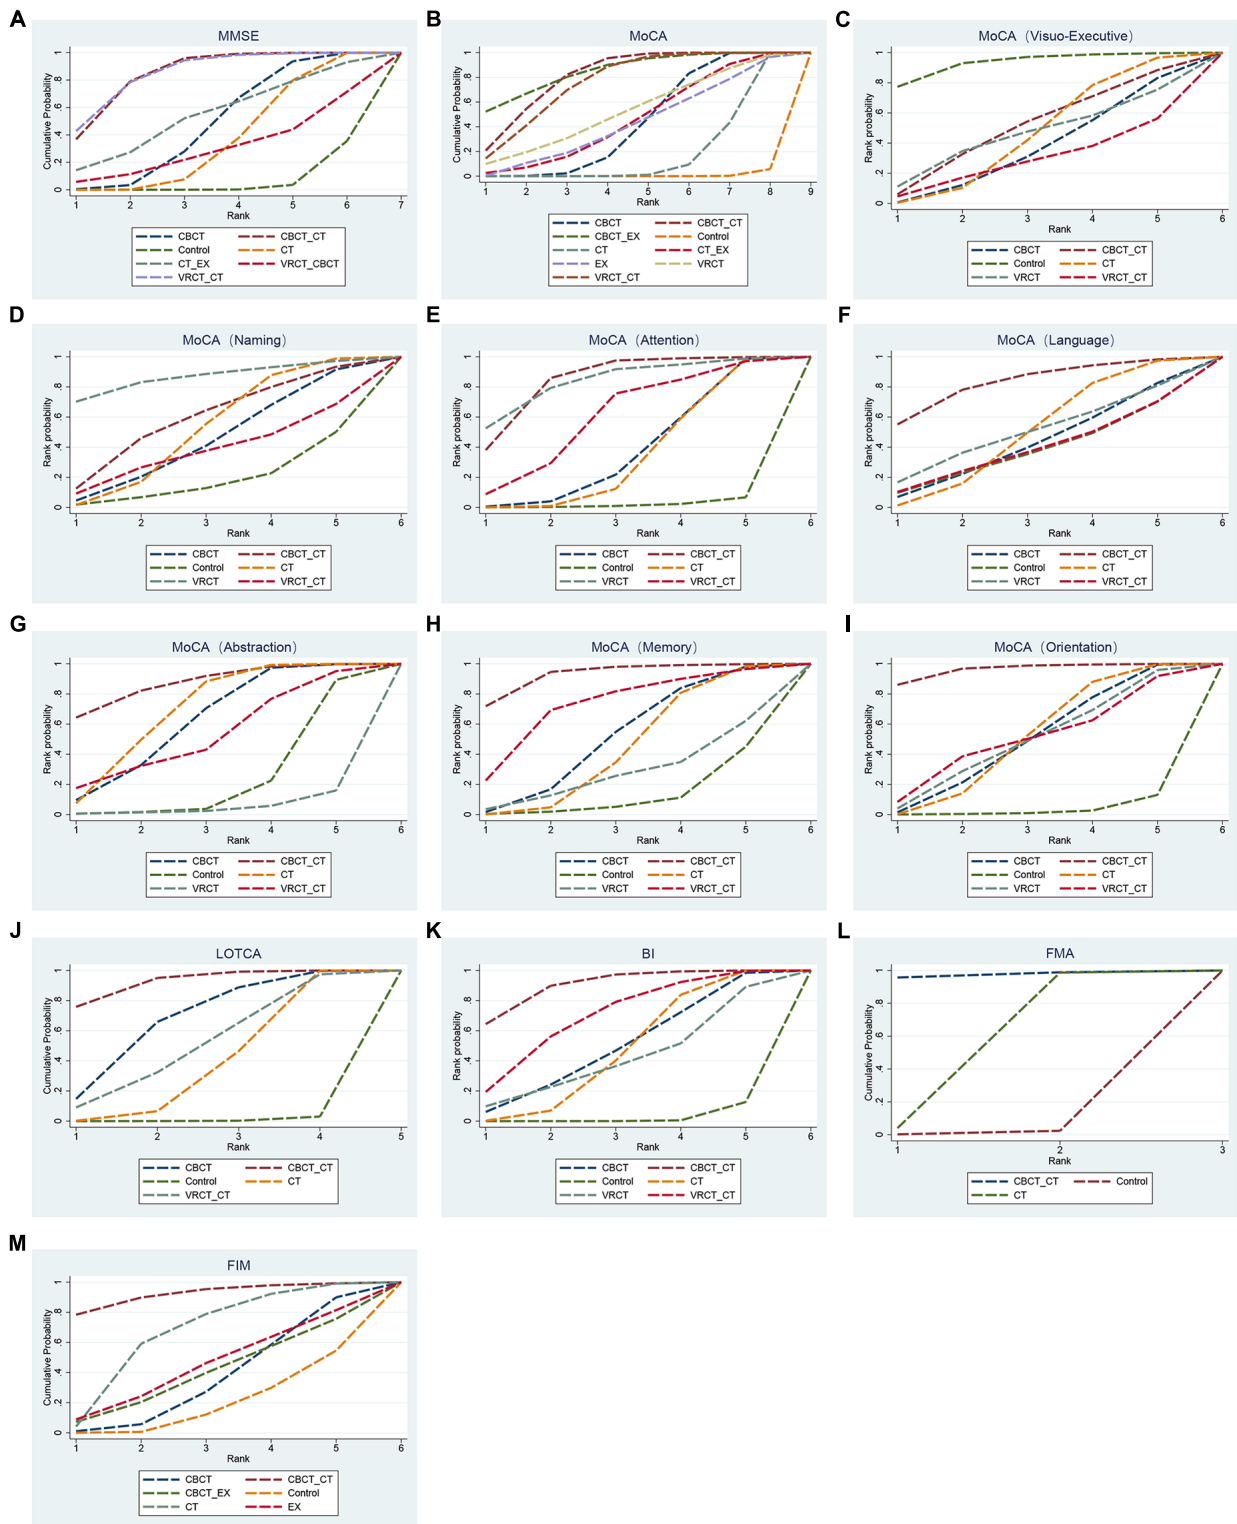 A
MMSE
Cumulative Probability
0 .2 .4 .6 .8 1
1 2 3 4 5 6 7
Rank
CBCT CBCT_CT
Control CT
CT_EX VRCT_CBCT
VRCT_CT
B
MoCA
Cumulative Probability
0 .2 .4 .6 .8 1
1 2 3 4 5 6 7 8 9
Rank
CBCT CBCT_CT
CBCT_EX Control
CT CT_EX
EX VRCT
VRCT_CT
C
MoCA（Visuo-Executive）
Rank probability
0 .2 .4 .6 .8 1
1 2 3 4 5 6
Rank
CBCT CBCT_CT
Control CT
VRCT VRCT_CT
D
MoCA（Naming）
Rank probability
0 .2 .4 .6 .8 1
1 2 3 4 5 6
Rank
CBCT CBCT_CT
Control CT
VRCT VRCT_CT
E
MoCA（Attention）
Rank probability
0 .2 .4 .6 .8 1
1 2 3 4 5 6
Rank
CBCT CBCT_CT
Control CT
VRCT VRCT_CT
F
MoCA（Language）
Rank probability
0 .2 .4 .6 .8 1
1 2 3 4 5 6
Rank
CBCT CBCT_CT
Control CT
VRCT VRCT_CT
G
MoCA（Abstraction）
Rank probability
0 .2 .4 .6 .8 1
1 2 3 4 5 6
Rank
CBCT CBCT_CT
Control CT
VRCT VRCT_CT
H
MoCA（Memory）
Rank probability
0 .2 .4 .6 .8 1
1 2 3 4 5 6
Rank
CBCT CBCT_CT
Control CT
VRCT VRCT_CT
I
MoCA（Orientation）
Rank probability
0 .2 .4 .6 .8 1
1 2 3 4 5 6
Rank
CBCT CBCT_CT
Control CT
VRCT VRCT_CT
J
LOTCA
Cumulative Probability
0 .2 .4 .6 .8 1
1 2 3 4 5
Rank
CBCT CBCT_CT
Control CT
VRCT_CT
K
BI
Rank probability
0 .2 .4 .6 .8 1
1 2 3 4 5 6
Rank
CBCT CBCT_CT
Control CT
VRCT VRCT_CT
L
FMA
Cumulative Probability
0 .2 .4 .6 .8 1
1 2 3
Rank
CBCT_CT Control
CT
M
FIM
Cumulative Probability
0 .2 .4 .6 .8 1
1 2 3 4 5 6
Rank
CBCT CBCT_CT
CBCT_EX Control
CT EX